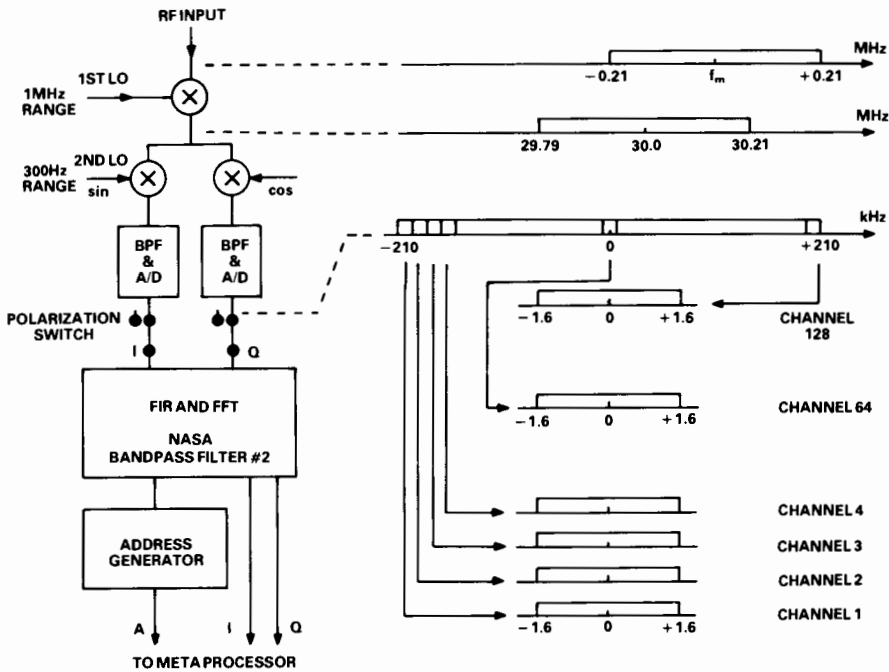 RF INPUT
1ST LO
1MHz
RANGE
2ND LO
300Hz
RANGE
sin
cos
BPF
&
A/D
BPF
&
A/D
POLARIZATION
SWITCH
I
Q
FIR AND FFT
NASA
BANDPASS FILTER #2
ADDRESS
GENERATOR
A
I
Q
TO META PROCESSOR
MHz
−0.21
fm
+0.21
MHz
29.79
30.0
30.21
kHz
−210
0
+210
−1.6
0
+1.6
CHANNEL
128
−1.6
0
+1.6
CHANNEL 64
CHANNEL 4
CHANNEL 3
CHANNEL 2
CHANNEL 1
−1.6
0
+1.6